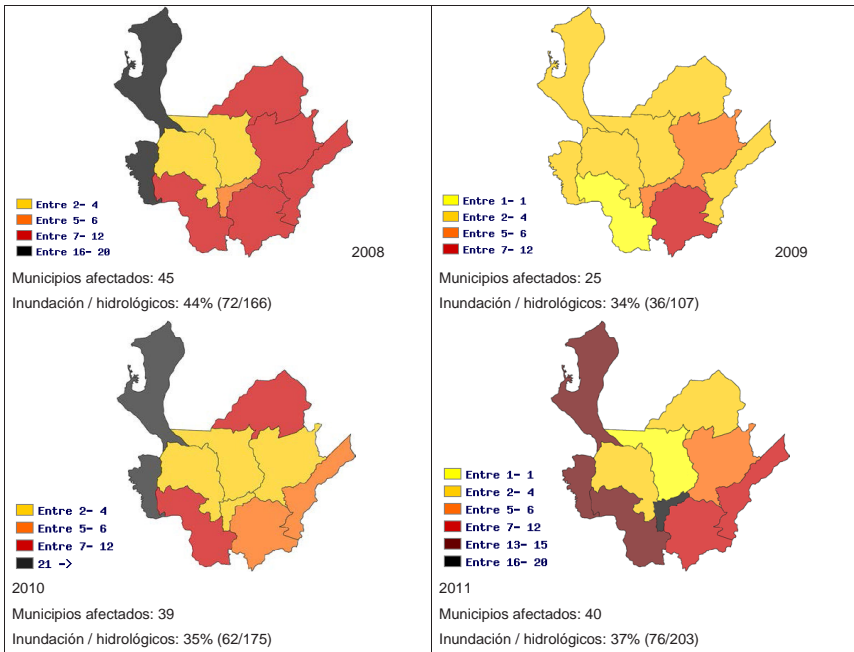 Entre 2- 4
Entre 5- 6
Entre 7- 12
Entre 16- 20
2008
Municipios afectados: 45
Inundación / hidrológicos: 44% (72/166)
Entre 1- 1
Entre 2- 4
Entre 5- 6
Entre 7- 12
2009
Municipios afectados: 25
Inundación / hidrológicos: 34% (36/107)
Entre 2- 4
Entre 5- 6
Entre 7- 12
21 ->
2010
Municipios afectados: 39
Inundación / hidrológicos: 35% (62/175)
Entre 1- 1
Entre 2- 4
Entre 5- 6
Entre 7- 12
Entre 13- 15
Entre 16- 20
2011
Municipios afectados: 40
Inundación / hidrológicos: 37% (76/203)